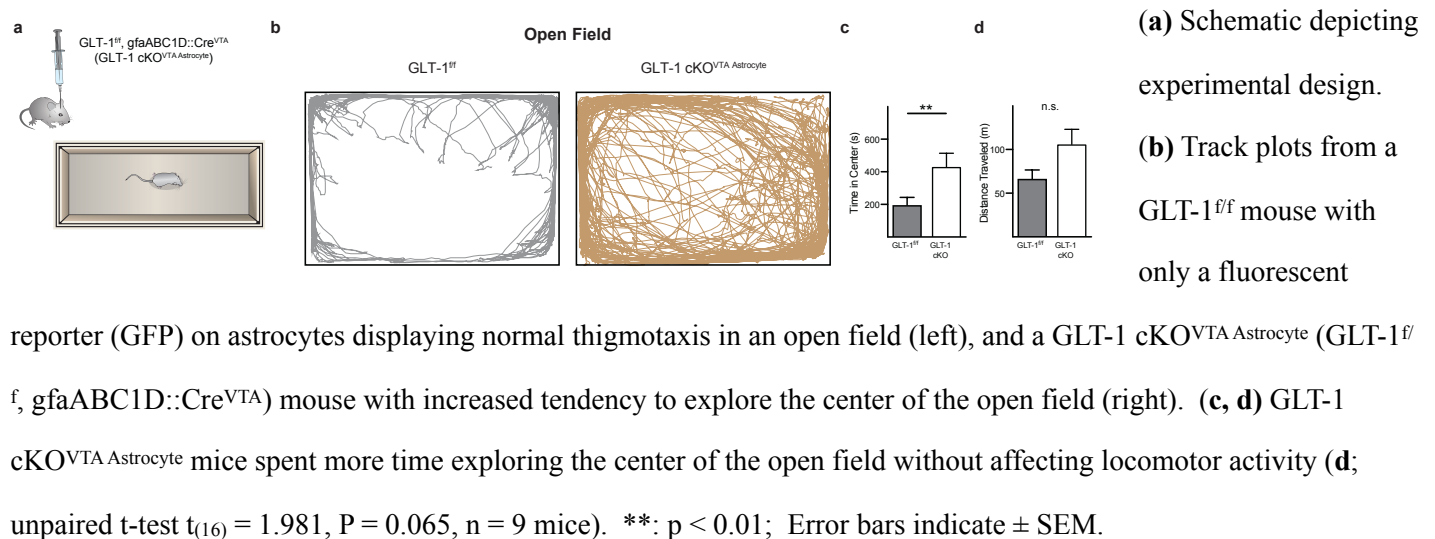 a
GLT-1f/f, gfaABC1D::CreVTA
(GLT-1 cKOVTA Astrocyte)
b
Open Field
GLT-1f/f
GLT-1 cKOVTA Astrocyte
c
**
Time in Center (s)
600
400
200
GLT-1f/f
GLT-1
cKO
d
n.s.
Distance Traveled (m)
100
50
GLT-1f/f
GLT-1
cKO
(a) Schematic depicting
experimental design.
(b) Track plots from a
GLT-1f/f mouse with
only a fluorescent
reporter (GFP) on astrocytes displaying normal thigmotaxis in an open field (left), and a GLT-1 cKOVTA Astrocyte (GLT-1f/
f, gfaABC1D::CreVTA) mouse with increased tendency to explore the center of the open field (right). (c, d) GLT-1
cKOVTA Astrocyte mice spent more time exploring the center of the open field without affecting locomotor activity (d;
unpaired t-test t(16) = 1.981, P = 0.065, n = 9 mice). **: p < 0.01; Error bars indicate ± SEM.